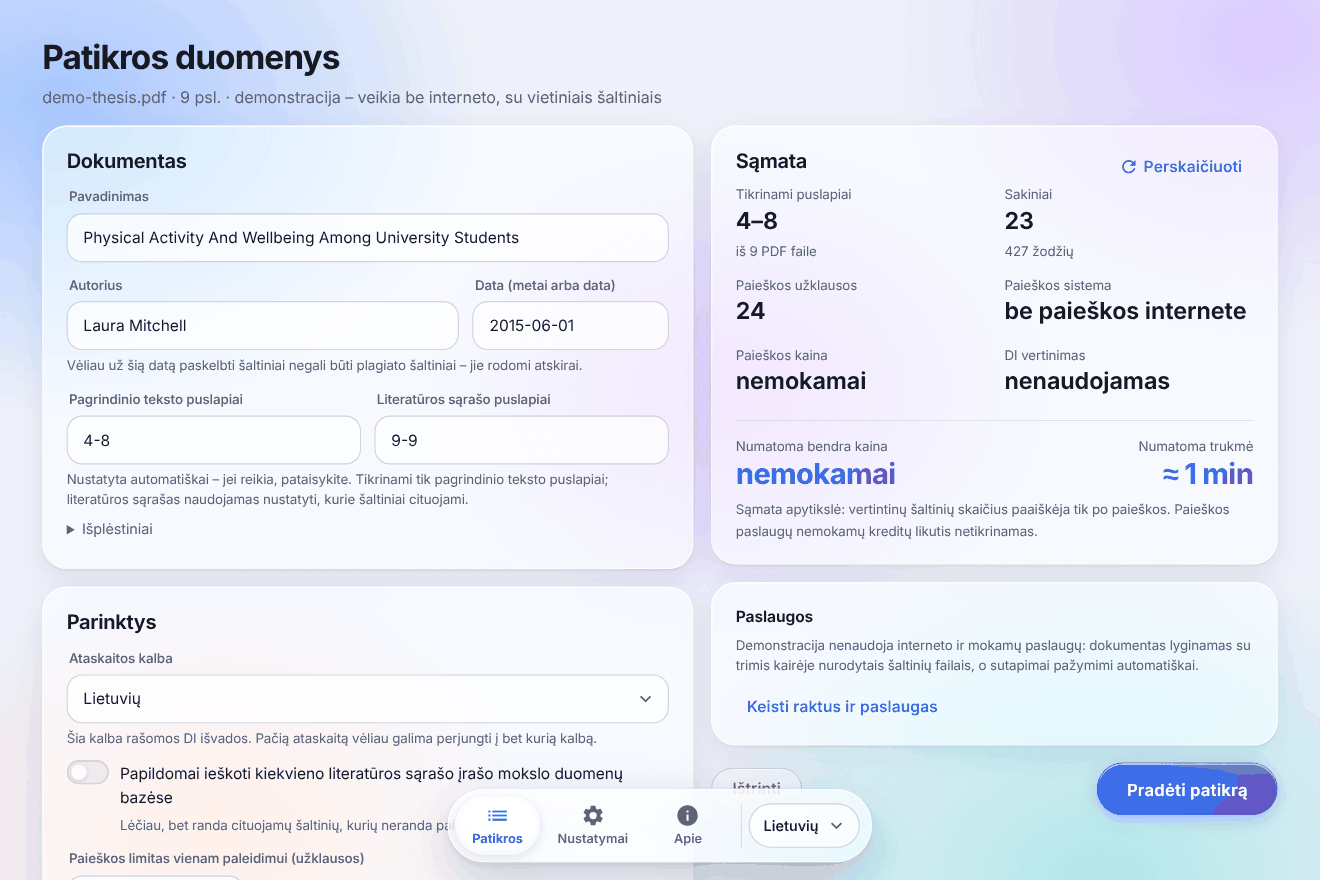 Patikros duomenys
demo-thesis.pdf · 9 psl. · demonstracija – veikia be interneto, su vietiniais šaltiniais
Dokumentas
Pavadinimas
Physical Activity And Wellbeing Among University Students
Autorius
Data (metai arba data)
Laura Mitchell
2015-06-01
Vėliau už šią datą paskelbti šaltiniai negali būti plagiato šaltiniai – jie rodomi atskirai.
Pagrindinio teksto puslapiai
Literatūros sąrašo puslapiai
4-8
9-9
Nustatyta automatiškai – jei reikia, pataisykite. Tikrinami tik pagrindinio teksto puslapiai;
literatūros sąrašas naudojamas nustatyti, kurie šaltiniai cituojami.
Išplėstiniai
Parinktys
Ataskaitos kalba
Lietuvių
Šia kalba rašomos DI išvados. Pačią ataskaitą vėliau galima perjungti į bet kurią kalbą.
Papildomai ieškoti kiekvieno literatūros sąrašo įrašo mokslo duomenų
bazėse
Lėčiau, bet randa cituojamų šaltinių, kurių neranda
Paieškos limitas vienam paleidimui (užklausos)
Sąmata
Perskaičiuoti
Tikrinami puslapiai
Sakiniai
4–8
23
iš 9 PDF faile
427 žodžių
Paieškos užklausos
Paieškos sistema
24
be paieškos internete
Paieškos kaina
DI vertinimas
nemokamai
nenaudojamas
Numatoma bendra kaina
Numatoma trukmė
nemokamai
≈ 1 min
Sąmata apytikslė: vertintinų šaltinių skaičius paaiškėja tik po paieškos. Paieškos
paslaugų nemokamų kreditų likutis netikrinamas.
Paslaugos
Demonstracija nenaudoja interneto ir mokamų paslaugų: dokumentas lyginamas su
trimis kairėje nurodytais šaltinių failais, o sutapimai pažymimi automatiškai.
Keisti raktus ir paslaugas
Ištrinti
Pradėti patikrą
Patikros
Nustatymai
Apie
Lietuvių